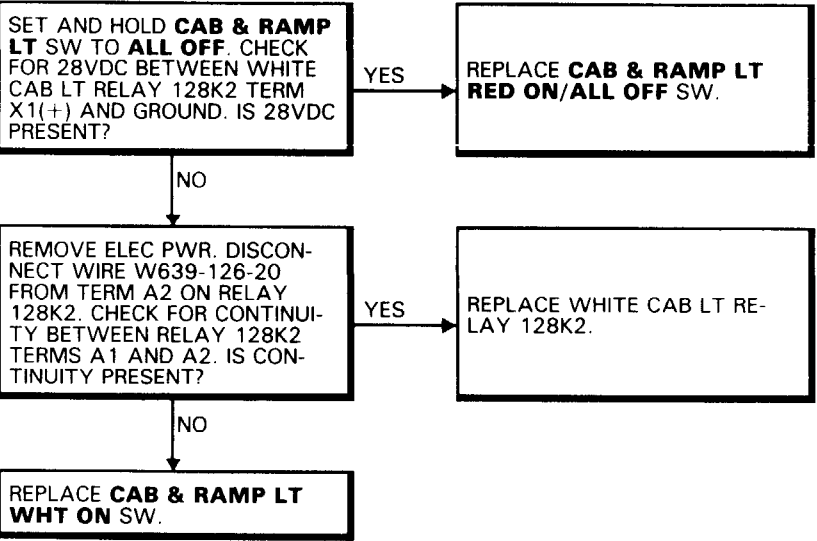 SET AND HOLD CAB & RAMP
LT SW TO ALL OFF. CHECK
FOR 28VDC BETWEEN WHITE
CAB LT RELAY 128K2 TERM
X1(+) AND GROUND. IS 28VDC
PRESENT?
YES
REPLACE CAB & RAMP LT
RED ON/ALL OFF SW.
NO
REMOVE ELEC PWR. DISCON-
NECT WIRE W639-126-20
FROM TERM A2 ON RELAY
128K2. CHECK FOR CONTINUI-
TY BETWEEN RELAY 128K2
TERMS A1 AND A2. IS CON-
TINUITY PRESENT?
YES
REPLACE WHITE CAB LT RE-
LAY 128K2.
NO
REPLACE CAB & RAMP LT
WHT ON SW.